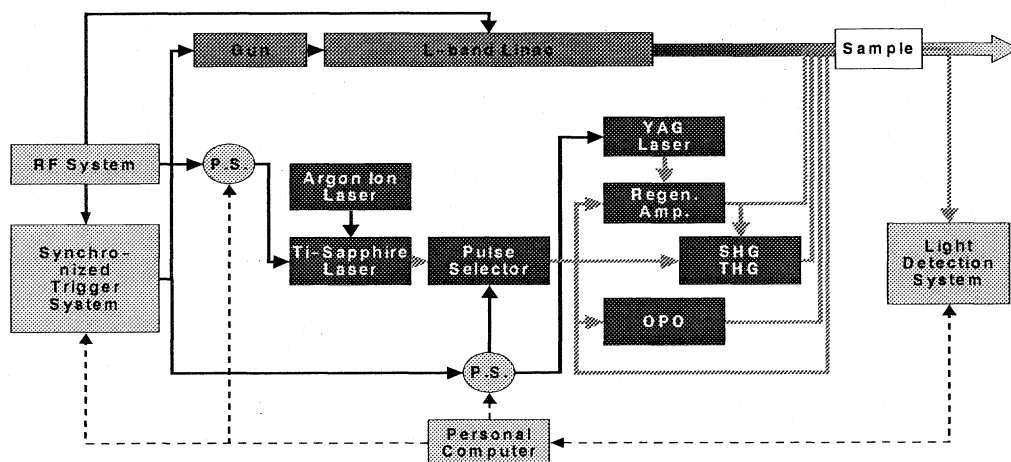 Gun
L-band Linac
Sample
RF System
P.S.
YAG
Laser
Argon Ion
Laser
Regen.
Amp.
Synchro-
nized
Trigger
System
Ti-Sapphire
Laser
Pulse
Selector
SHG
THG
Light
Detection
System
OPO
P.S.
Personal
Computer